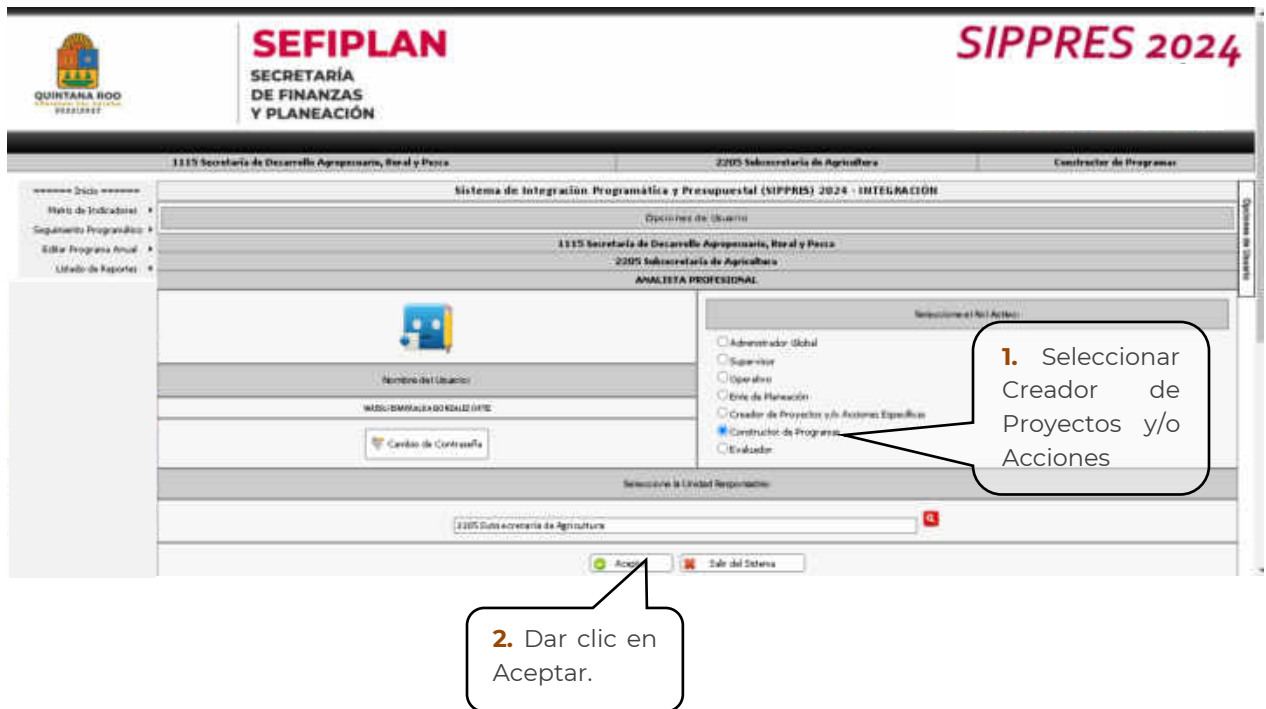 SEFIPLAN
SECRETARÍA
DE FINANZAS
Y PLANEACIÓN
QUINTANA ROO
SIPPRES 2024
1115 Secretaría de Desarrollo Agropecuario, Rural y Pesca
2205 Subsecretaría de Agricultura
Constructor de Programas
======= Inicio =======
Matriz de Indicadores
Seguimiento Programático
Editar Programa Anual
Listado de Reportes
Sistema de Integración Programática y Presupuestal (SIPPRES) 2024 - INTEGRACIÓN
Opciones de Usuario
Opciones de Usuario
1115 Secretaría de Desarrollo Agropecuario, Rural y Pesca
2205 Subsecretaría de Agricultura
ANALISTA PROFESIONAL
Nombre del Usuario:
Cambio de Contraseña
Seleccione el Rol Activo:
Administrador Global
Supervisor
Operativo
Ente de Planeación
Creador de Proyectos y/o Acciones Específicas
Constructor de Programas
Evaluador
1. Seleccionar
Creador de
Proyectos y/o
Acciones
Seleccione la Unidad Responsable:
2205 Subsecretaría de Agricultura
Salir del Sistema
2. Dar clic en
Aceptar.